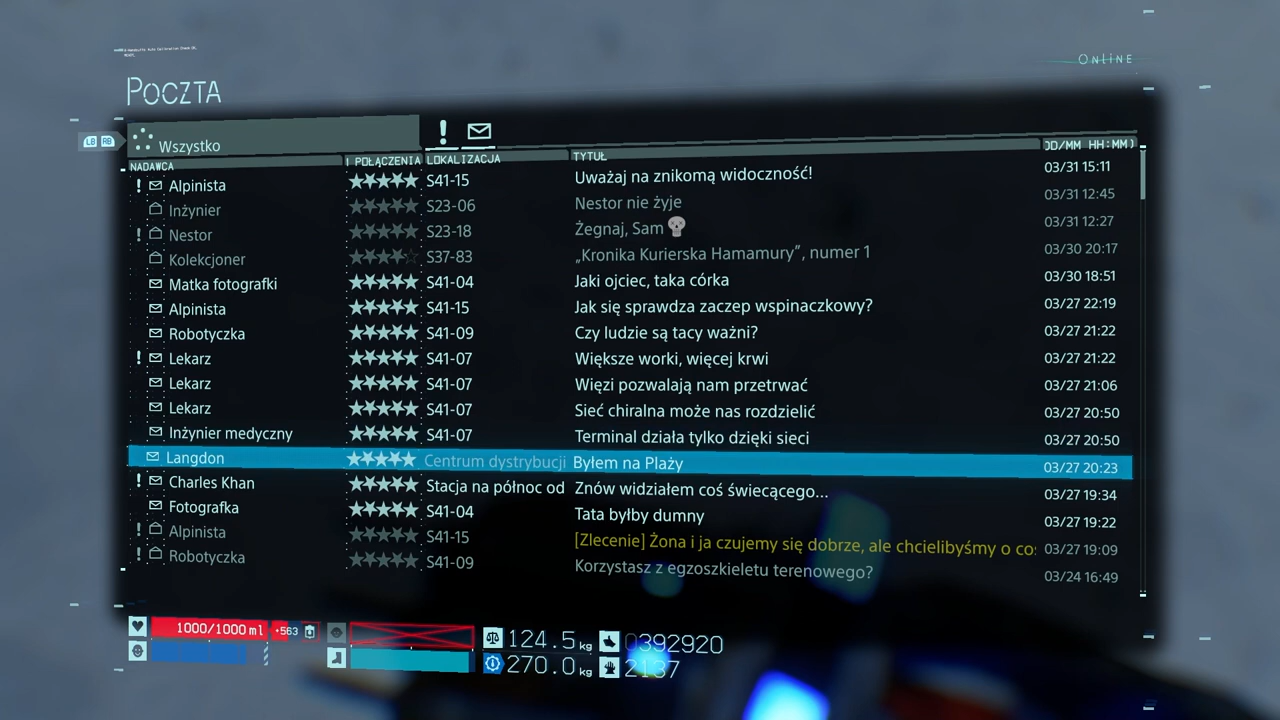 Online
Poczta
LB RB Wszystko
NADAWCA POŁĄCZENIA LOKALIZACJA TYTUŁ DD/MM HH:MM)
! Alpinista S41-15 Uważaj na znikomą widoczność! 03/31 15:11
Inżynier S23-06 Nestor nie żyje 03/31 12:45
! Nestor S23-18 Żegnaj, Sam 03/31 12:27
Kolekcjoner S37-83 „Kronika Kurierska Hamamury”, numer 1 03/30 20:17
Matka fotografki S41-04 Jaki ojciec, taka córka 03/30 18:51
Alpinista S41-15 Jak się sprawdza zaczep wspinaczkowy? 03/27 22:19
Robotyczka S41-09 Czy ludzie są tacy ważni? 03/27 21:22
! Lekarz S41-07 Większe worki, więcej krwi 03/27 21:22
Lekarz S41-07 Więzi pozwalają nam przetrwać 03/27 21:06
Lekarz S41-07 Sieć chiralna może nas rozdzielić 03/27 20:50
Inżynier medyczny S41-07 Terminal działa tylko dzięki sieci 03/27 20:50
Langdon Centrum dystrybucji Byłem na Plaży 03/27 20:23
! Charles Khan Stacja na północ od Znów widziałem coś świecącego... 03/27 19:34
Fotografka S41-04 Tata byłby dumny 03/27 19:22
! Alpinista S41-15 [Zlecenie] Żona i ja czujemy się dobrze, ale chcielibyśmy o co 03/27 19:09
! Robotyczka S41-09 Korzystasz z egzoszkieletu terenowego? 03/24 16:49
1000/1000 ml +563 124.5 kg 0392920
270.0 kg 2137